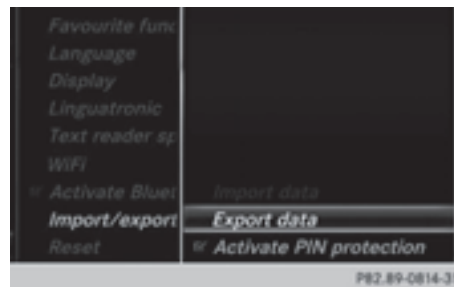 Favourite func
Language
Display
Linguatronic
Text reader sp
WiFi
Activate Bluet
Import data
Import/export
Export data
Reset
Activate PIN protection
P82.89-0814-31